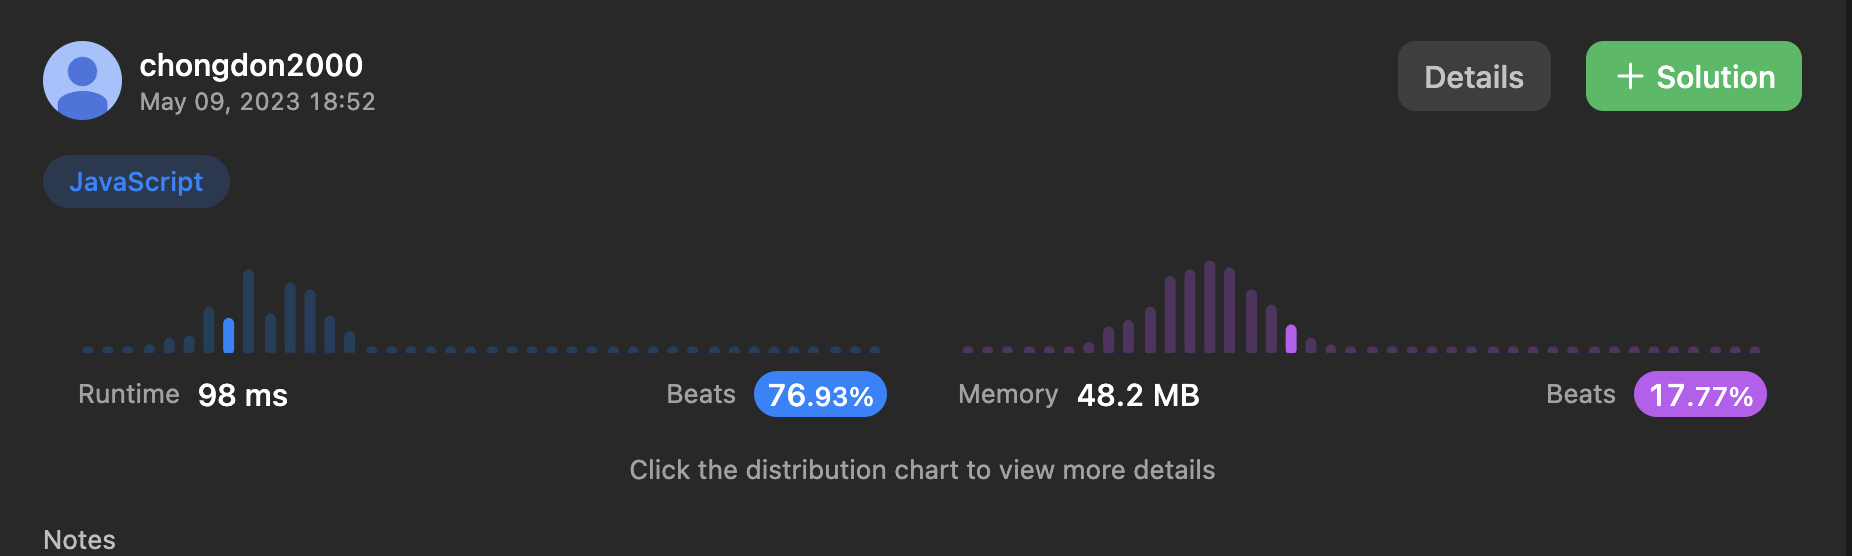 chongdon2000
May 09, 2023 18:52
Details
+ Solution
JavaScript
Runtime 98 ms
Beats 76.93%
Memory 48.2 MB
Beats 17.77%
Click the distribution chart to view more details
Notes